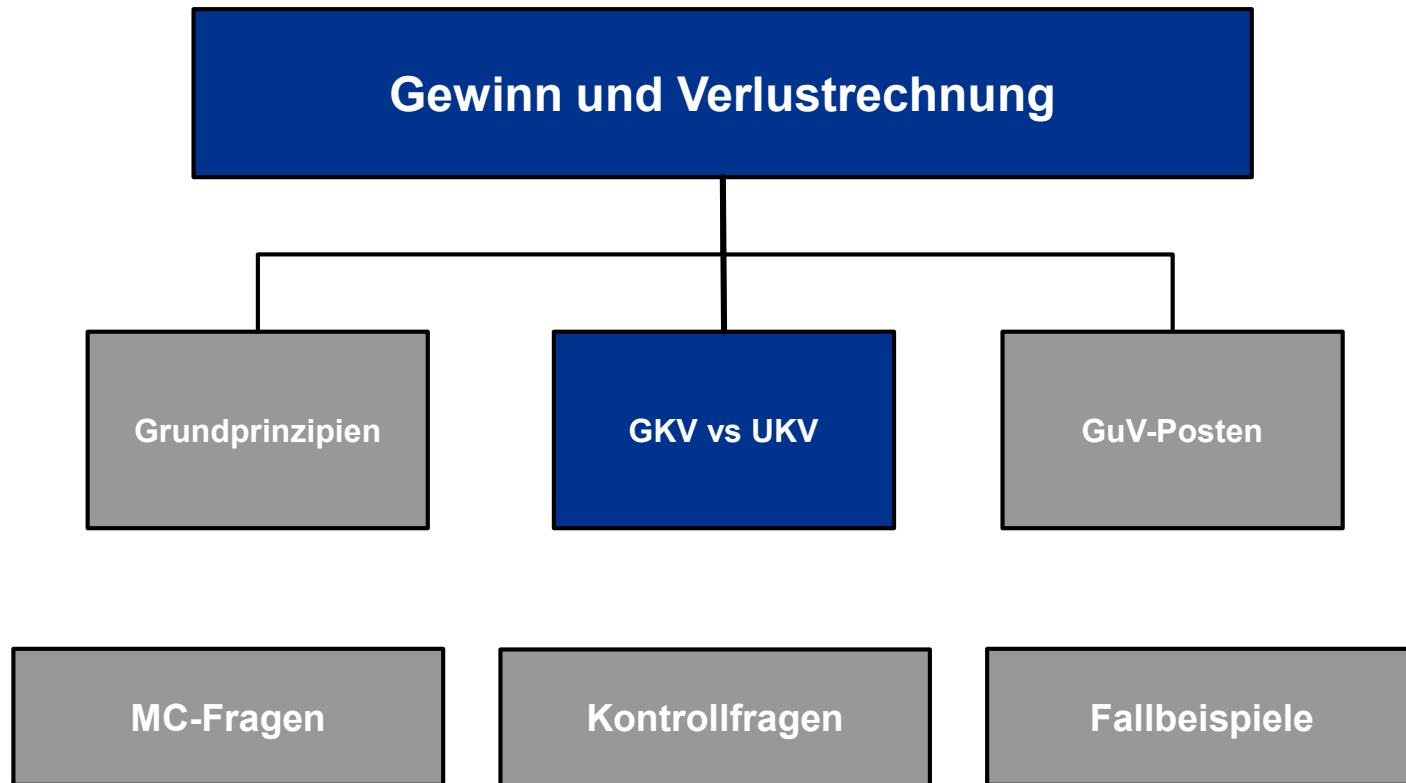 Gewinn und Verlustrechnung
Grundprinzipien
GKV vs UKV
GuV-Posten
MC-Fragen
Kontrollfragen
Fallbeispiele